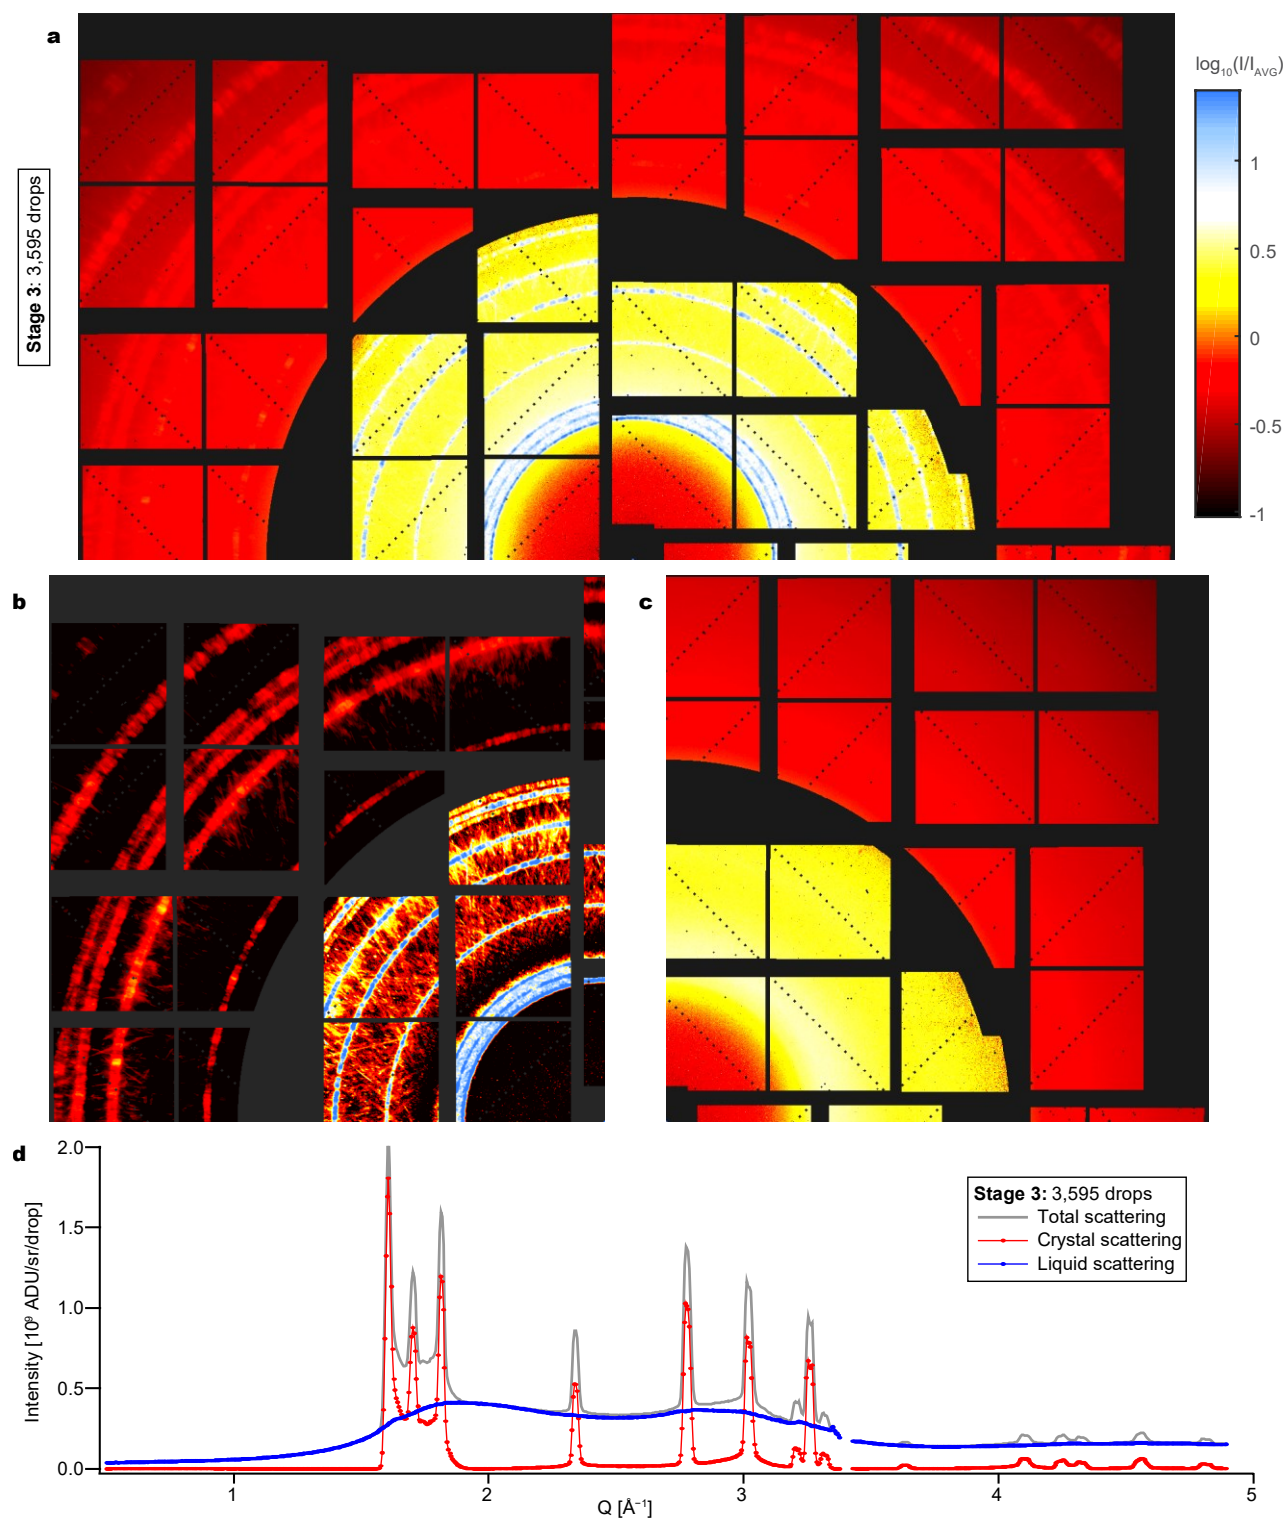 a
log10(I/IAVG)
1
0.5
0
-0.5
-1
Stage 3: 3,595 drops
b
c
d
2.0
1.5
1.0
0.5
0.0
Intensity [10⁹ ADU/sr/drop]
Stage 3: 3,595 drops
Total scattering
Crystal scattering
Liquid scattering
1
2
3
4
5
Q [Å⁻¹]